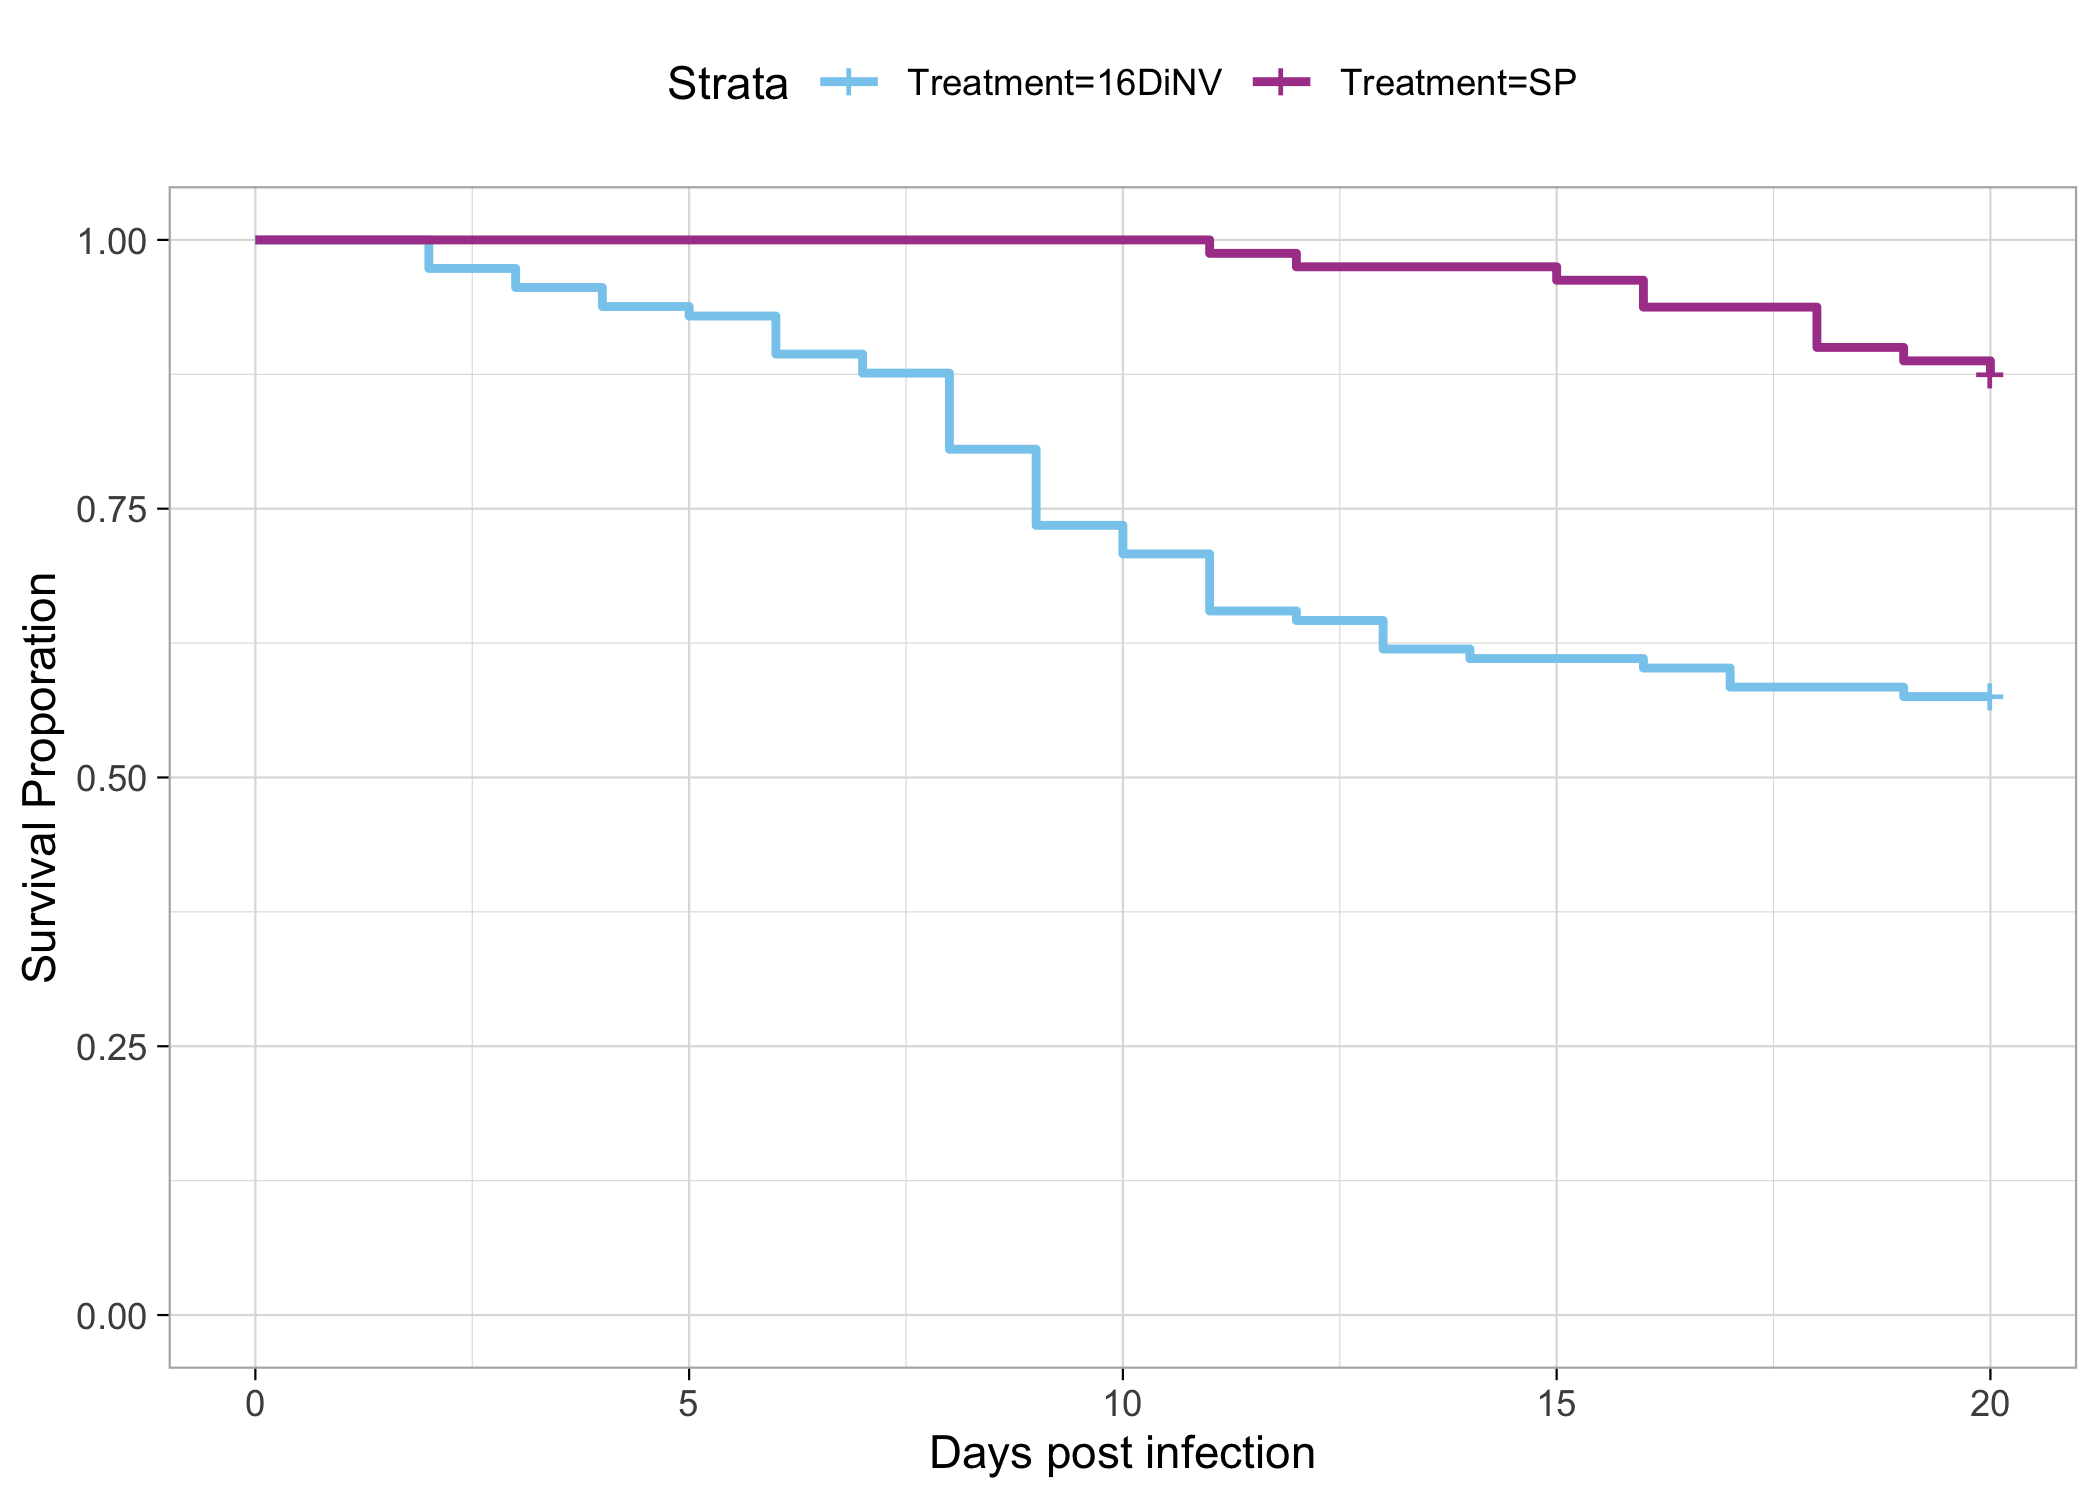 Strata Treatment=16DiNV Treatment=SP
1.00
0.75
0.50
0.25
0.00
Survival Proporation
0 5 10 15 20
Days post infection